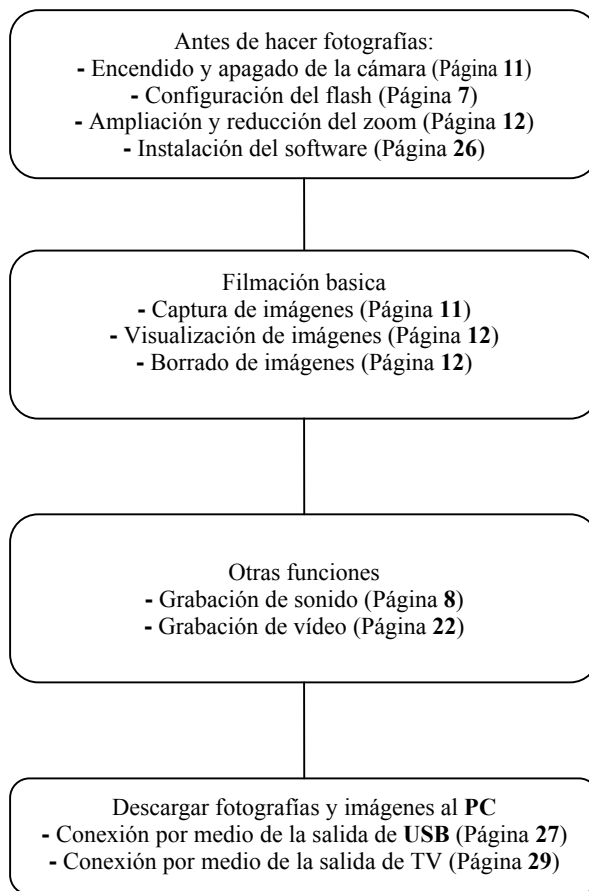 Antes de hacer fotografías:
- Encendido y apagado de la cámara (Página 11)
- Configuración del flash (Página 7)
- Ampliación y reducción del zoom (Página 12)
- Instalación del software (Página 26)
Filmación basica
- Captura de imágenes (Página 11)
- Visualización de imágenes (Página 12)
- Borrado de imágenes (Página 12)
Otras funciones
- Grabación de sonido (Página 8)
- Grabación de vídeo (Página 22)
Descargar fotografías y imágenes al PC
- Conexión por medio de la salida de USB (Página 27)
- Conexión por medio de la salida de TV (Página 29)